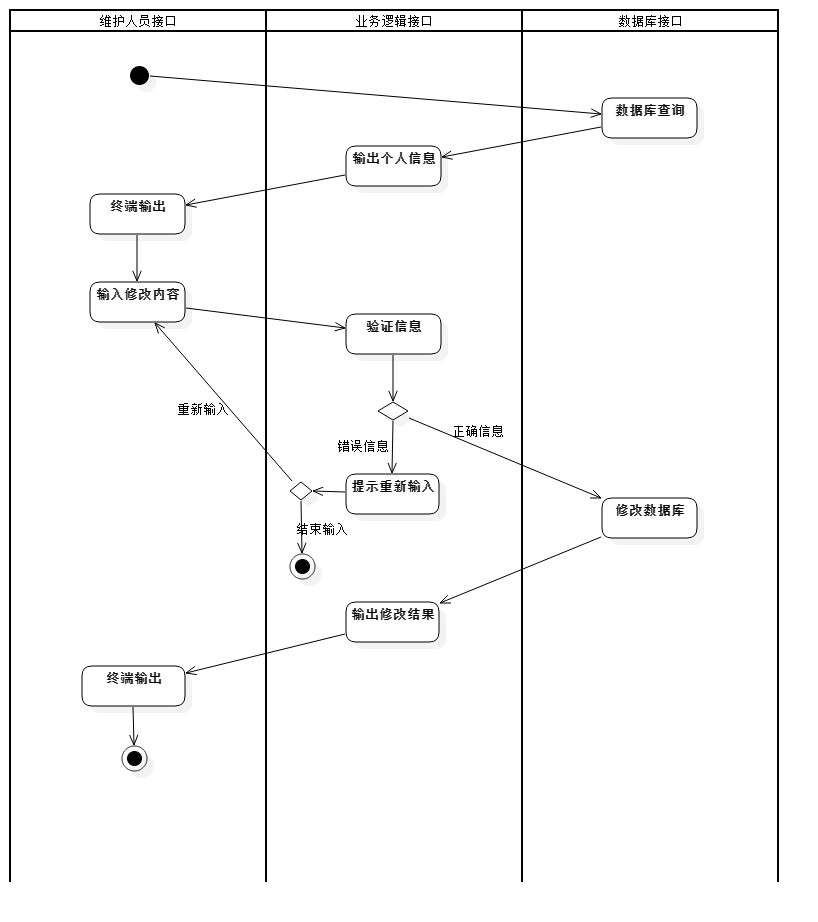 维护人员接口
业务逻辑接口
数据库接口
数据库查询
输出个人信息
终端输出
输入修改内容
验证信息
重新输入
正确信息
错误信息
提示重新输入
修改数据库
结束输入
输出修改结果
终端输出